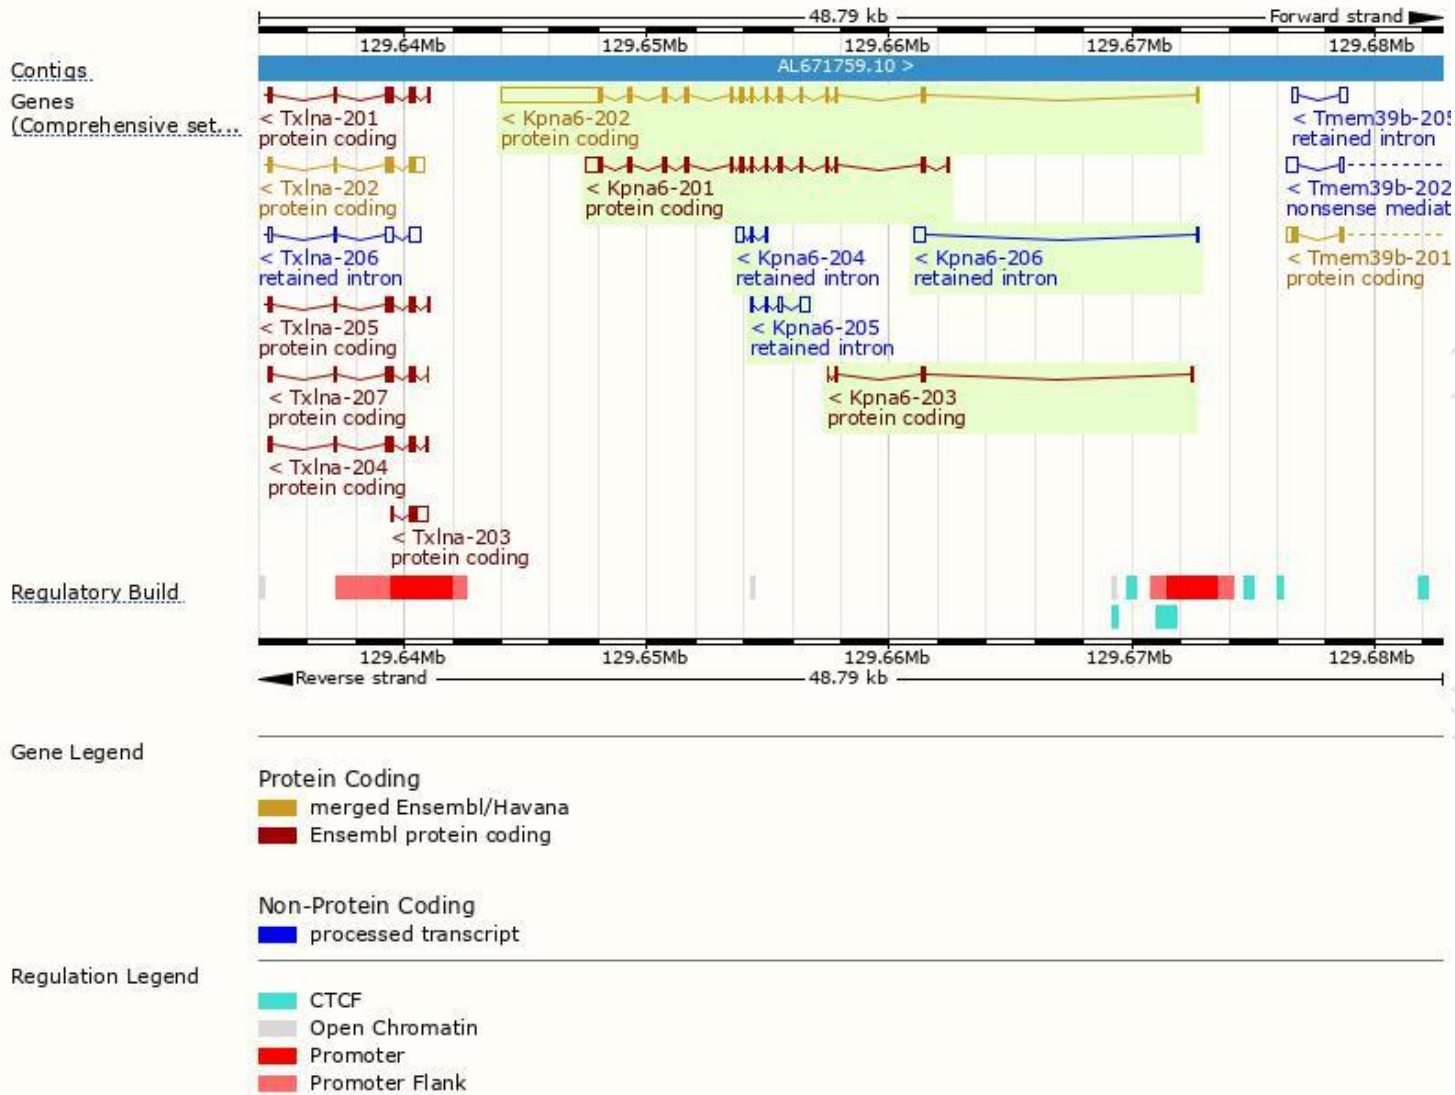 48.79 kb Forward strand
129.64Mb 129.65Mb 129.66Mb 129.67Mb 129.68Mb
Contigs AL671759.10 >
Genes
(Comprehensive set...
< Txlna-201 < Kpna6-202 < Tmem39b-205
protein coding protein coding retained intron
< Txlna-202 < Kpna6-201 < Tmem39b-202
protein coding protein coding nonsense mediat
< Txlna-206 < Kpna6-204 < Kpna6-206 < Tmem39b-201
retained intron retained intron retained intron protein coding
< Txlna-205 < Kpna6-205
protein coding retained intron
< Txlna-207 < Kpna6-203
protein coding protein coding
< Txlna-204
protein coding
< Txlna-203
protein coding
Regulatory Build
129.64Mb 129.65Mb 129.66Mb 129.67Mb 129.68Mb
Reverse strand 48.79 kb
Gene Legend
Protein Coding
merged Ensembl/Havana
Ensembl protein coding
Non-Protein Coding
processed transcript
Regulation Legend
CTCF
Open Chromatin
Promoter
Promoter Flank